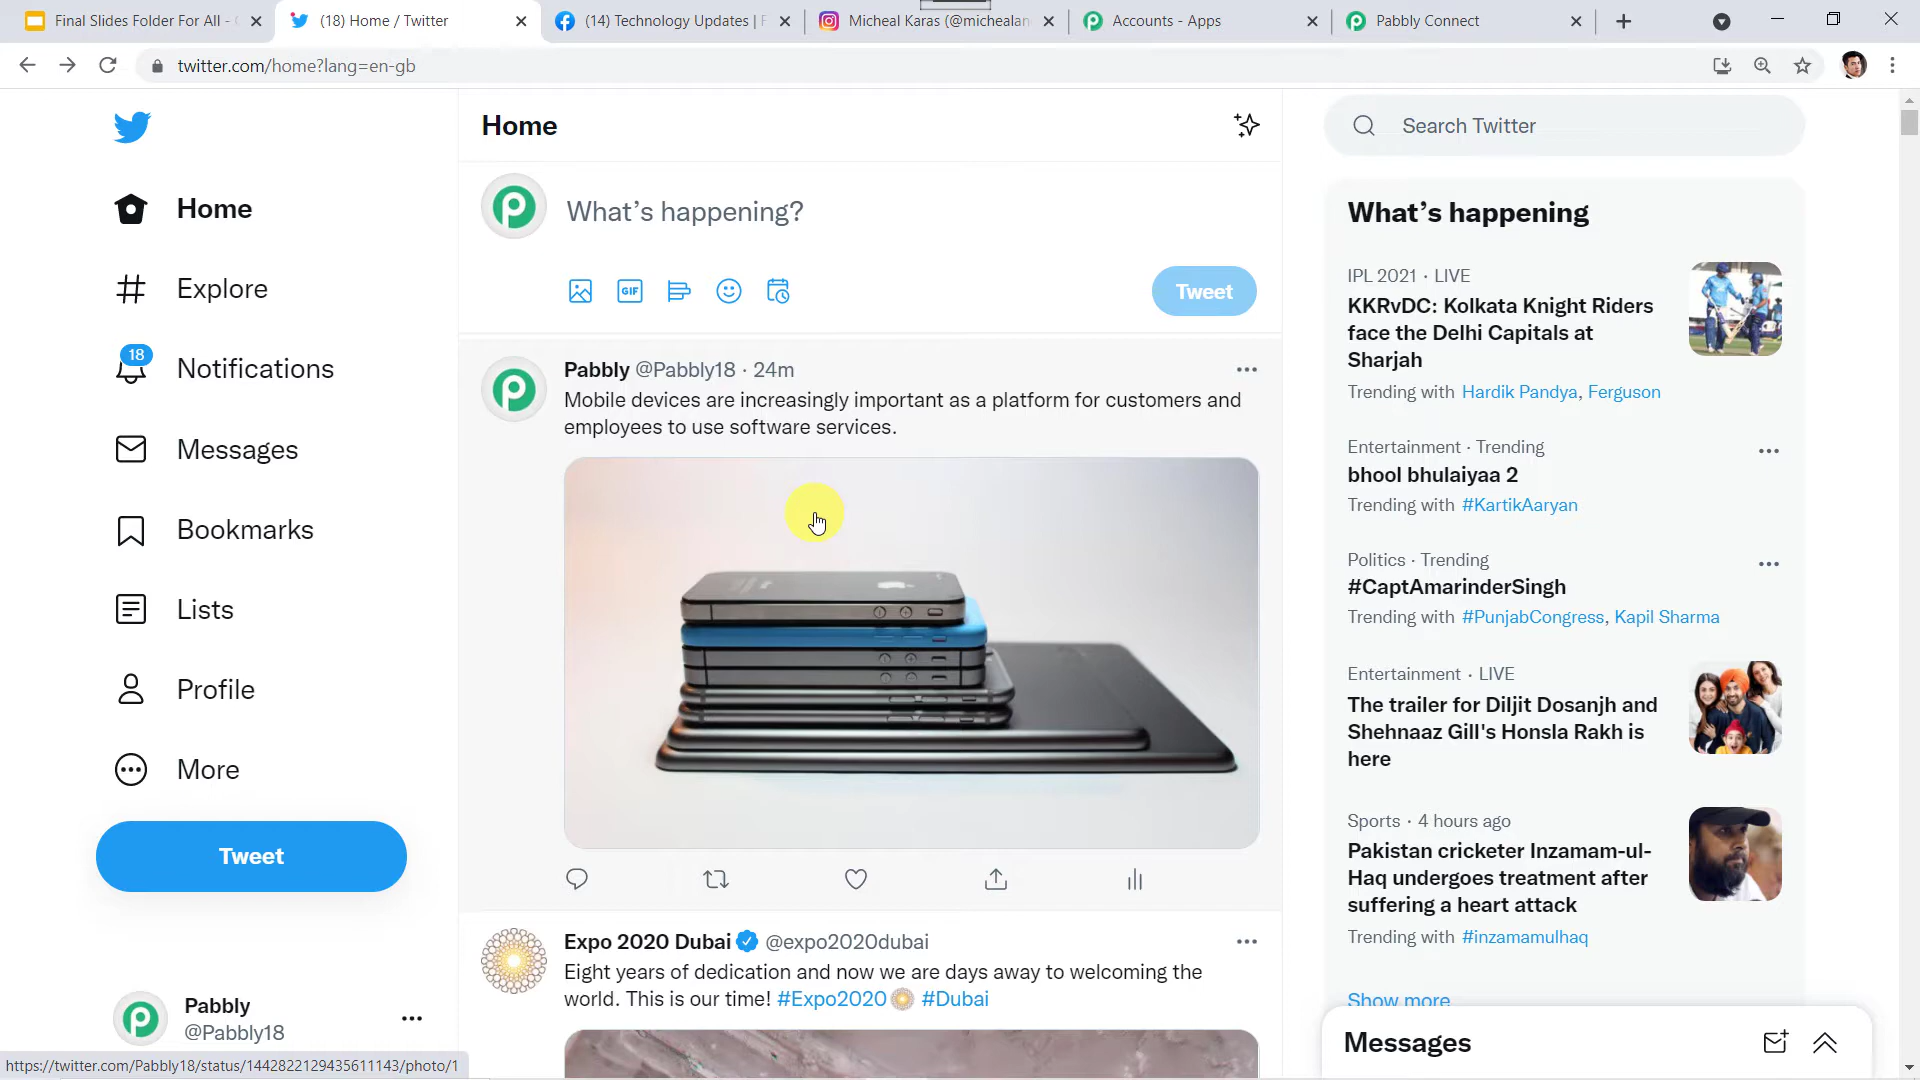 Final Slides Folder For All -
(18) Home / Twitter
(14) Technology Updates | F
Micheal Karas (@michealan
Accounts - Apps
Pabbly Connect
twitter.com/home?lang=en-gb
Home
Explore
18
Notifications
Messages
Bookmarks
Lists
Profile
More
Tweet
Pabbly
@Pabbly18
https://twitter.com/Pabbly18/status/1442822129435611143/photo/1
Home
What's happening?
GIF
Tweet
Pabbly @Pabbly18 · 24m
Mobile devices are increasingly important as a platform for customers and
employees to use software services.
Expo 2020 Dubai @expo2020dubai
Eight years of dedication and now we are days away to welcoming the
world. This is our time! #Expo2020 #Dubai
Search Twitter
What's happening
IPL 2021 · LIVE
KKRvDC: Kolkata Knight Riders
face the Delhi Capitals at
Sharjah
Trending with Hardik Pandya, Ferguson
Entertainment · Trending
bhool bhulaiyaa 2
Trending with #KartikAaryan
Politics · Trending
#CaptAmarinderSingh
Trending with #PunjabCongress, Kapil Sharma
Entertainment · LIVE
The trailer for Diljit Dosanjh and
Shehnaaz Gill's Honsla Rakh is
here
Sports · 4 hours ago
Pakistan cricketer Inzamam-ul-
Haq undergoes treatment after
suffering a heart attack
Trending with #inzamamulhaq
Show more
Messages